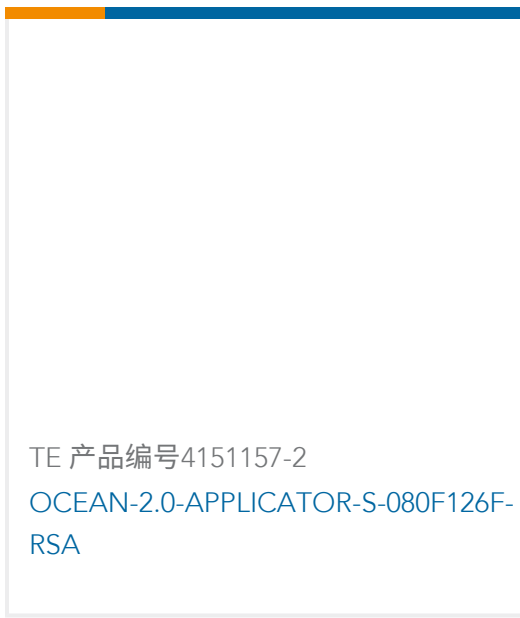 TE 产品编号4151157-2
OCEAN-2.0-APPLICATOR-S-080F126F-
RSA